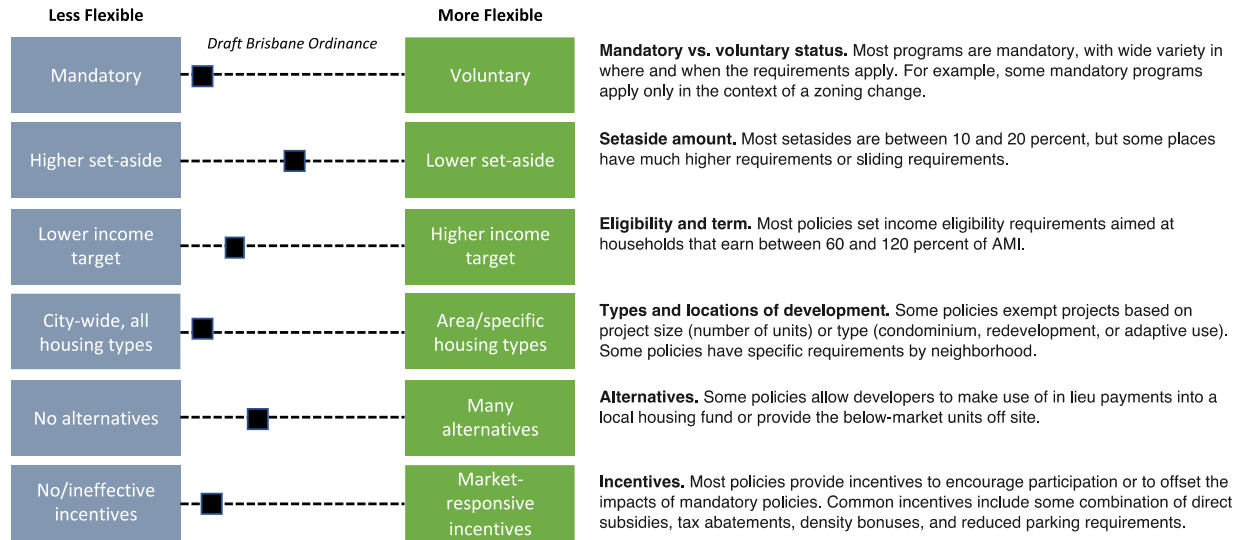 Less Flexible
More Flexible
Draft Brisbane Ordinance
Mandatory
Voluntary
Mandatory vs. voluntary status. Most programs are mandatory, with wide variety in
where and when the requirements apply. For example, some mandatory programs
apply only in the context of a zoning change.
Higher set-aside
Lower set-aside
Setaside amount. Most setasides are between 10 and 20 percent, but some places
have much higher requirements or sliding requirements.
Lower income
target
Higher income
target
Eligibility and term. Most policies set income eligibility requirements aimed at
households that earn between 60 and 120 percent of AMI.
City-wide, all
housing types
Area/specific
housing types
Types and locations of development. Some policies exempt projects based on
project size (number of units) or type (condominium, redevelopment, or adaptive use).
Some policies have specific requirements by neighborhood.
No alternatives
Many
alternatives
Alternatives. Some policies allow developers to make use of in lieu payments into a
local housing fund or provide the below-market units off site.
No/ineffective
incentives
Market-
responsive
incentives
Incentives. Most policies provide incentives to encourage participation or to offset the
impacts of mandatory policies. Common incentives include some combination of direct
subsidies, tax abatements, density bonuses, and reduced parking requirements.